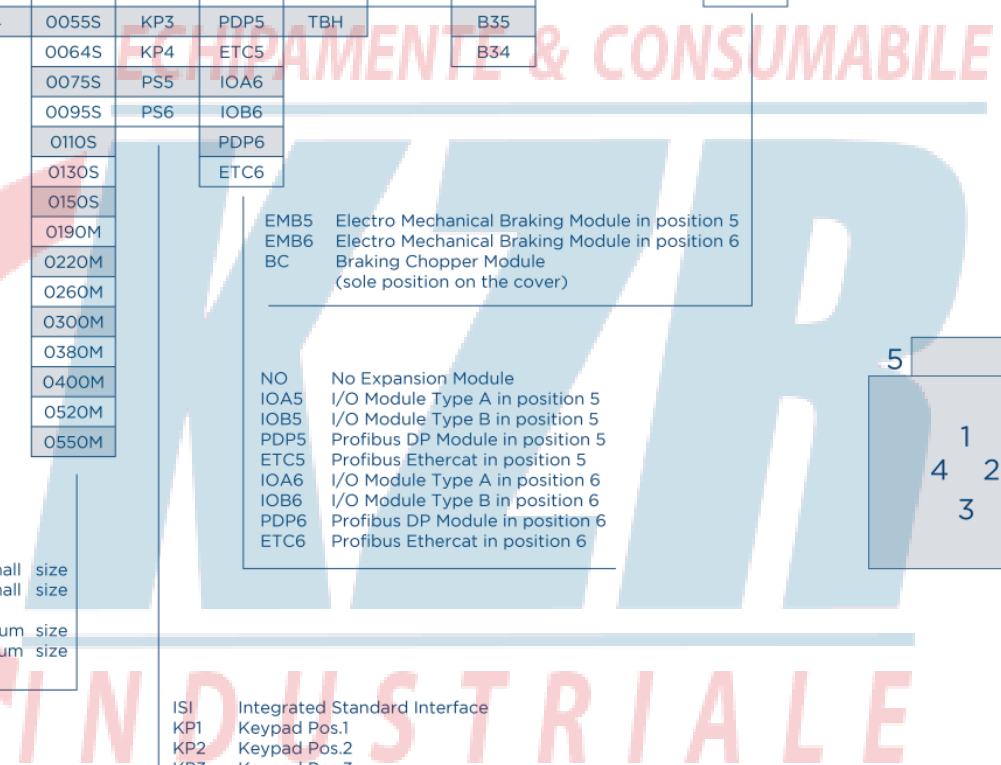 0055S KP3 PDP5 TBH B35
0064S KP4 ETC5 B34
ECHIPAMENTE & CONSUMABILE
0075S PS5 IOA6
0095S PS6 IOB6
0110S PDP6
0130S ETC6
0150S
0190M
0220M
0260M
0300M
0380M
0400M
0520M
0550M
KZR
EMB5 Electro Mechanical Braking Module in position 5
EMB6 Electro Mechanical Braking Module in position 6
BC Braking Chopper Module
(sole position on the cover)
NO No Expansion Module
IOA5 I/O Module Type A in position 5
IOB5 I/O Module Type B in position 5
PDP5 Profibus DP Module in position 5
ETC5 Profibus Ethercat in position 5
IOA6 I/O Module Type A in position 6
IOB6 I/O Module Type B in position 6
PDP6 Profibus DP Module in position 6
ETC6 Profibus Ethercat in position 6
5
1
4 2
3
size
size
size
size
INDUSTRIALE
ISI Integrated Standard Interface
KP1 Keypad Pos.1
KP2 Keypad Pos.2